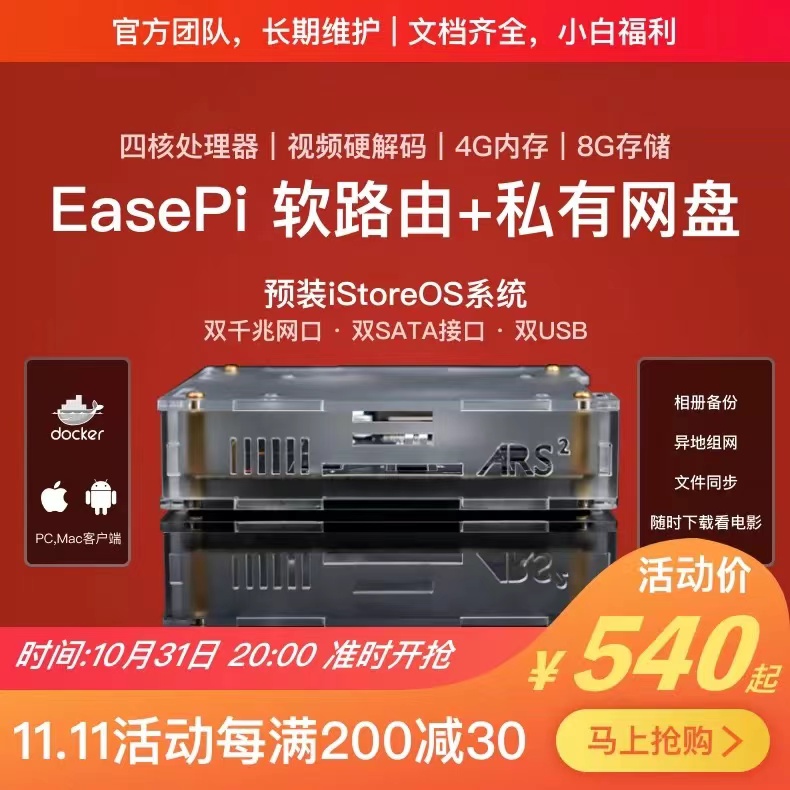 官方团队，长期维护 | 文档齐全，小白福利
四核处理器 | 视频硬解码 | 4G内存 | 8G存储
EasePi 软路由+私有网盘
预装iStoreOS系统
双千兆网口 · 双SATA接口 · 双USB
docker
PC,Mac客户端
ARS²
相册备份
异地组网
文件同步
随时下载看电影
活动价
¥540起
时间:10月31日 20:00 准时开抢
11.11活动每满200减30
马上抢购 >